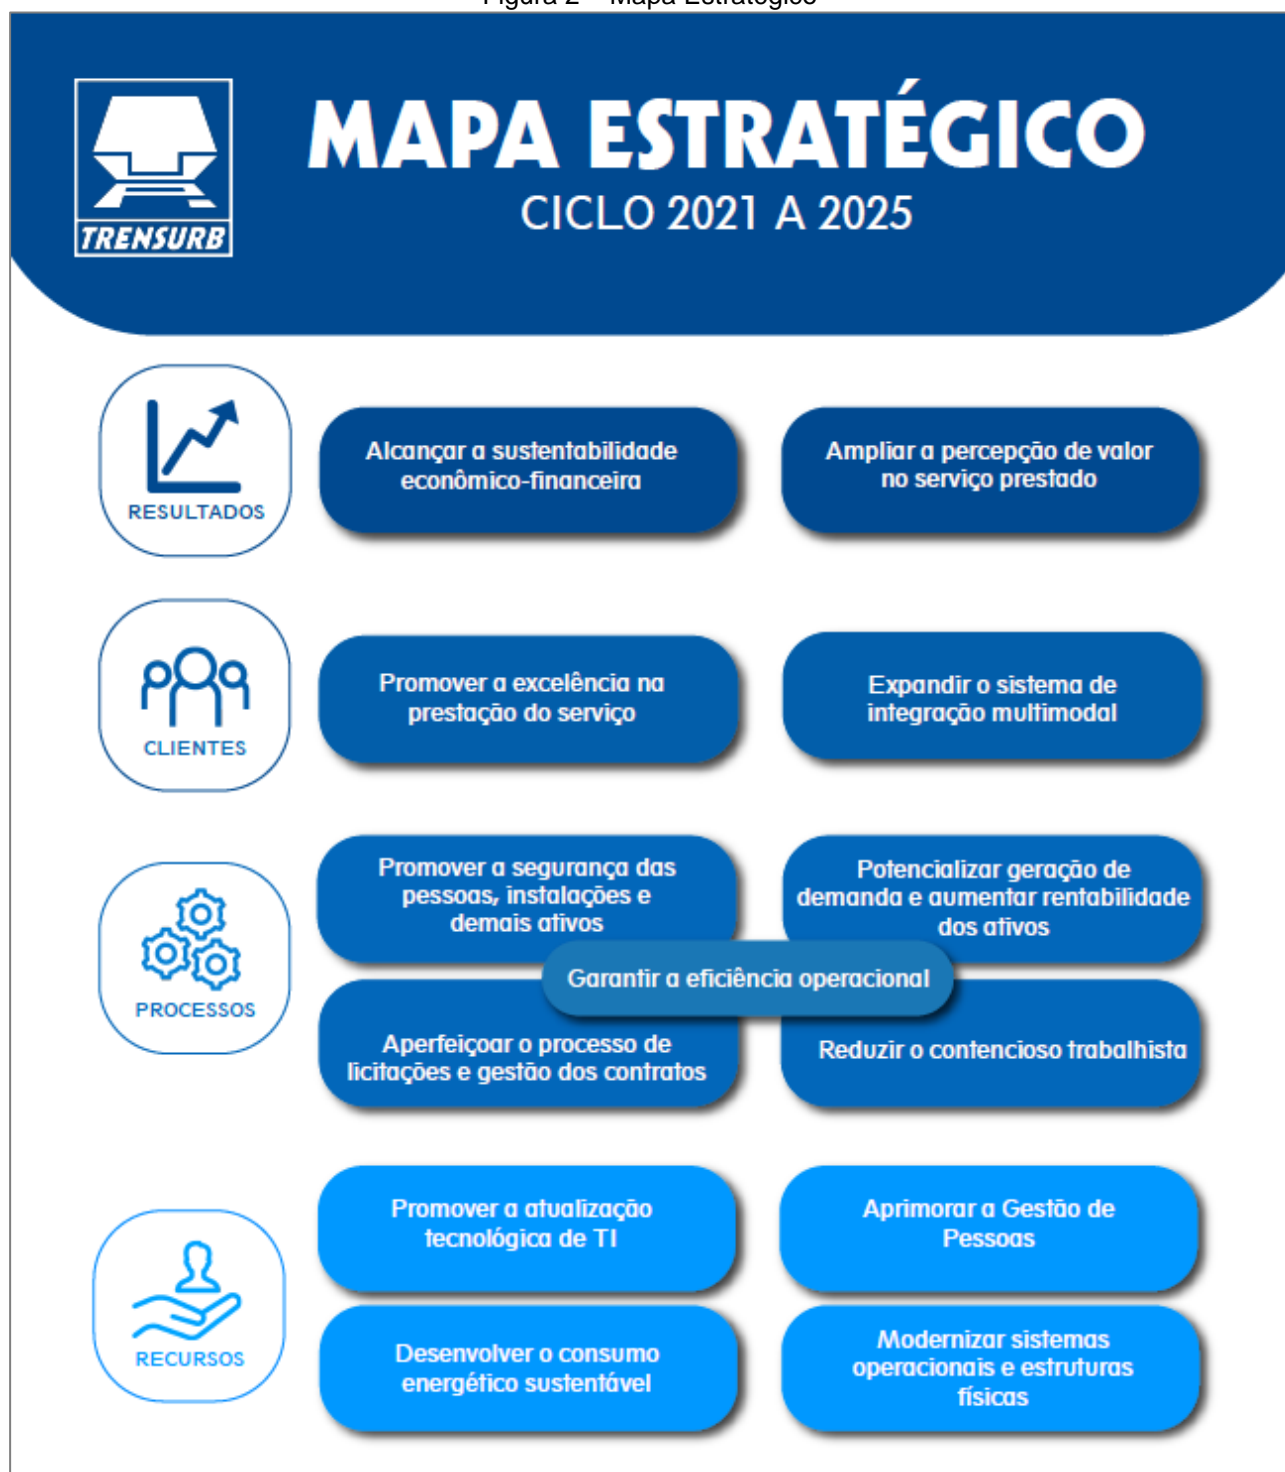 Figura 2 – Mapa Estratégico
TRENSURB
MAPA ESTRATÉGICO
CICLO 2021 A 2025
RESULTADOS
Alcançar a sustentabilidade
econômico-financeira
Ampliar a percepção de valor
no serviço prestado
CLIENTES
Promover a excelência na
prestação do serviço
Expandir o sistema de
integração multimodal
PROCESSOS
Promover a segurança das
pessoas, instalações e
demais ativos
Potencializar geração de
demanda e aumentar rentabilidade
dos ativos
Garantir a eficiência operacional
Aperfeiçoar o processo de
licitações e gestão dos contratos
Reduzir o contencioso trabalhista
RECURSOS
Promover a atualização
tecnológica de TI
Aprimorar a Gestão de
Pessoas
Desenvolver o consumo
energético sustentável
Modernizar sistemas
operacionais e estruturas
físicas